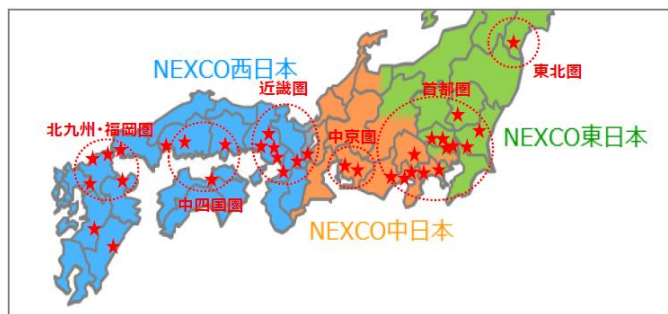 東北圏
NEXCO西日本
近畿圏
首都圏
北九州・福岡圏
中京圏
NEXCO東日本
中四国圏
NEXCO中日本